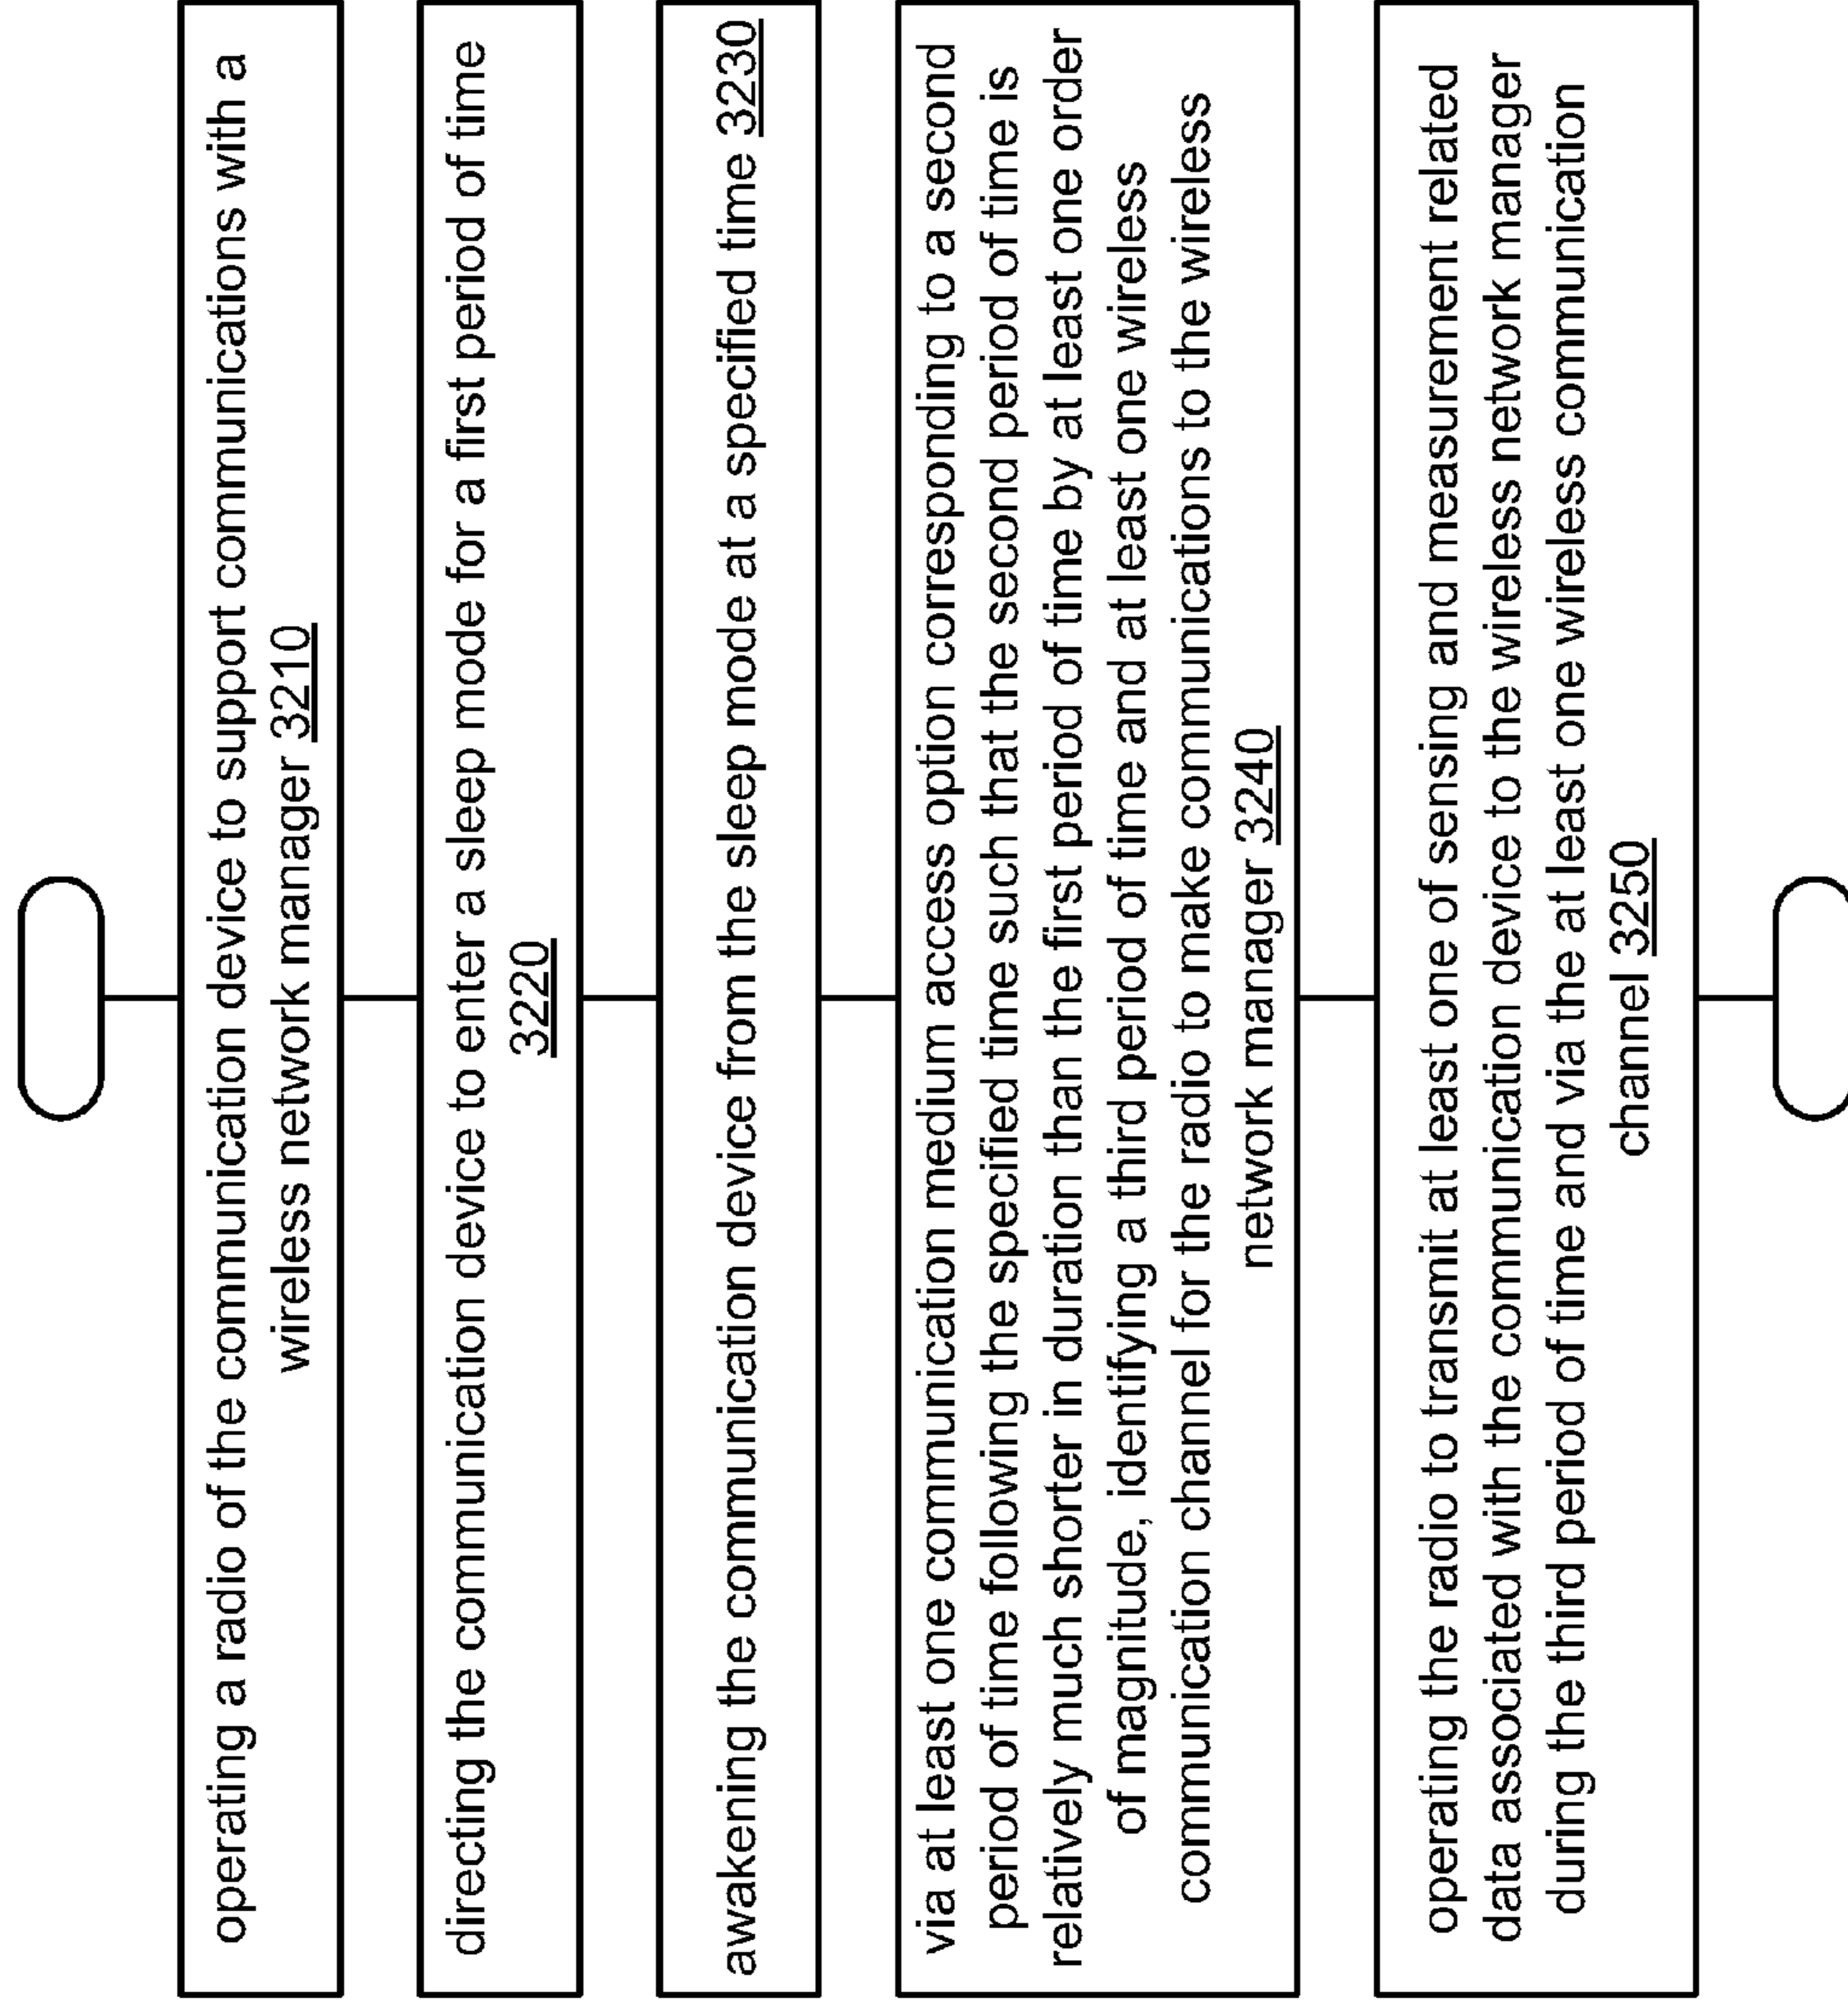 operating a radio of the communication device to support communications with a
wireless network manager 3210
directing the communication device to enter a sleep mode for a first period of time
3220
awakening the communication device from the sleep mode at a specified time 3230
via at least one communication medium access option corresponding to a second
period of time following the specified time such that the second period of time is
relatively much shorter in duration than the first period of time by at least one order
of magnitude, identifying a third period of time and at least one wireless
communication channel for the radio to make communications to the wireless
network manager 3240
operating the radio to transmit at least one of sensing and measurement related
data associated with the communication device to the wireless network manager
during the third period of time and via the at least one wireless communication
channel 3250